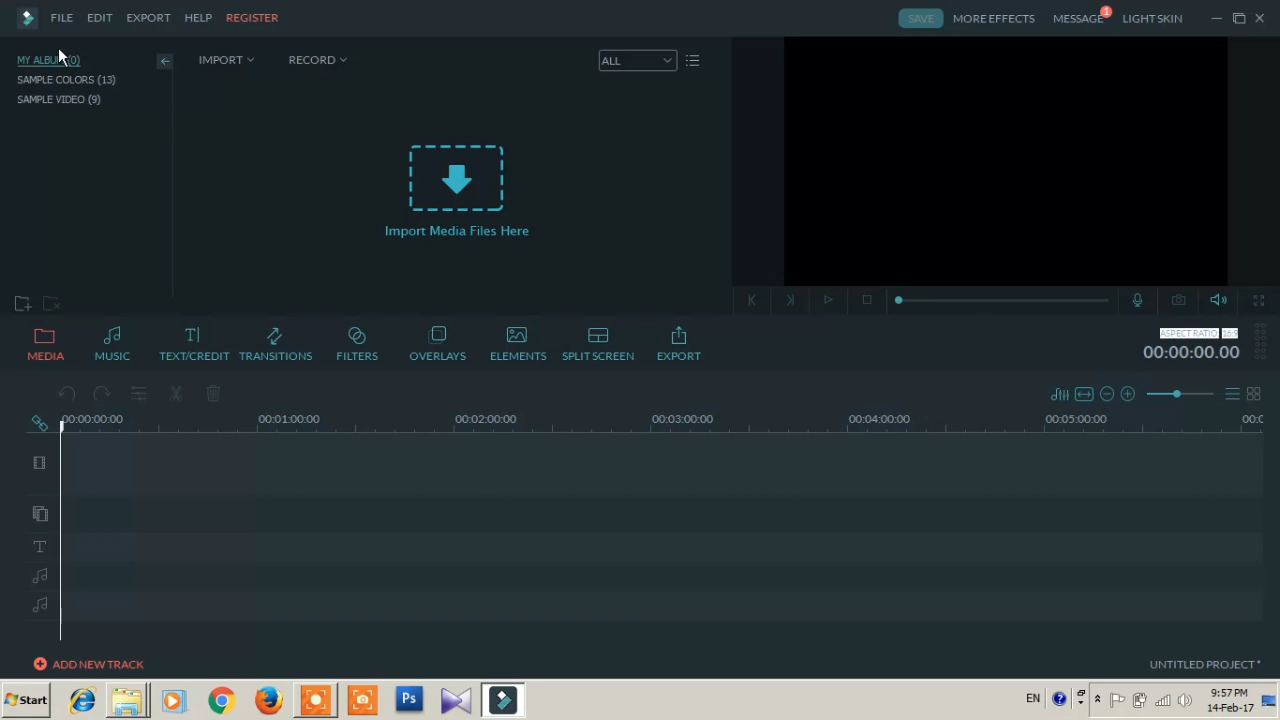 FILE EDIT EXPORT HELP REGISTER SAVE MORE EFFECTS MESSAGE 1 LIGHT SKIN
MY ALBUM (0) IMPORT RECORD ALL
SAMPLE COLORS (13)
SAMPLE VIDEO (9)
Import Media Files Here
MEDIA MUSIC TEXT/CREDIT TRANSITIONS FILTERS OVERLAYS ELEMENTS SPLIT SCREEN EXPORT
ASPECT RATIO 16:9
00:00:00.00
00:00:00:00 00:01:00:00 00:02:00:00 00:03:00:00 00:04:00:00 00:05:00:00
ADD NEW TRACK UNTITLED PROJECT *
Start Ps EN 9:57 PM
14-Feb-17